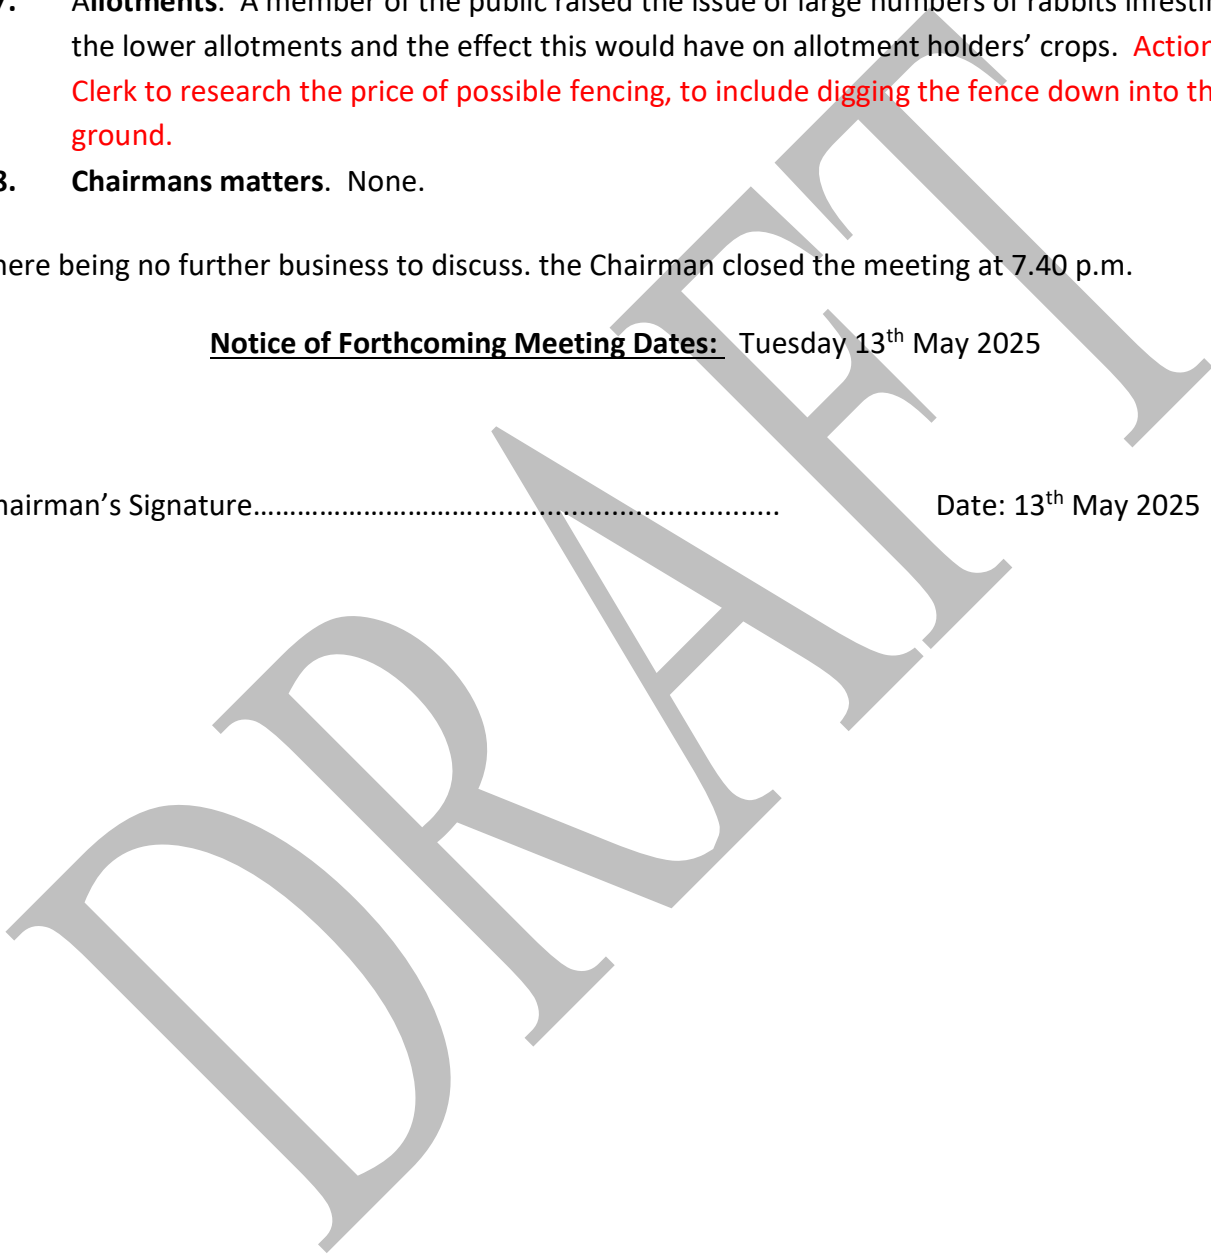 7. Allotments. A member of the public raised the issue of large numbers of rabbits infestin
the lower allotments and the effect this would have on allotment holders’ crops. Action
Clerk to research the price of possible fencing, to include digging the fence down into th
ground.
8. Chairmans matters. None.
here being no further business to discuss. the Chairman closed the meeting at 7.40 p.m.
Notice of Forthcoming Meeting Dates: Tuesday 13th May 2025
hairman’s Signature…………………………................................... Date: 13th May 2025
DRAFT